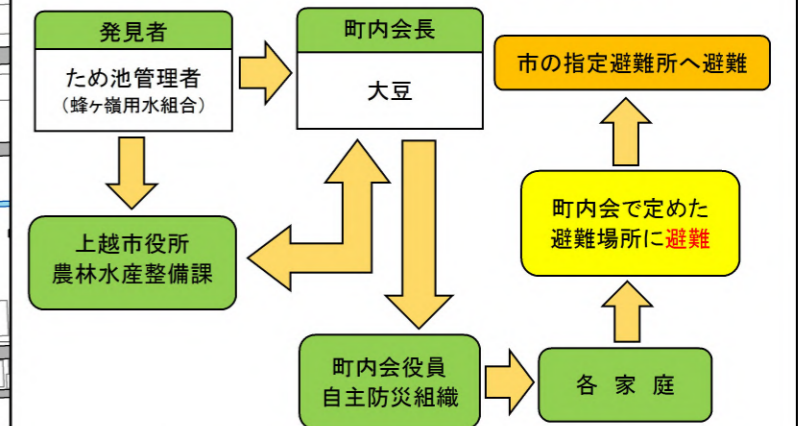 発見者
ため池管理者
（蜂ヶ嶺用水組合）
町内会長
大豆
市の指定避難所へ避難
上越市役所
農林水産整備課
町内会で定めた
避難場所に避難
町内会役員
自主防災組織
各 家 庭